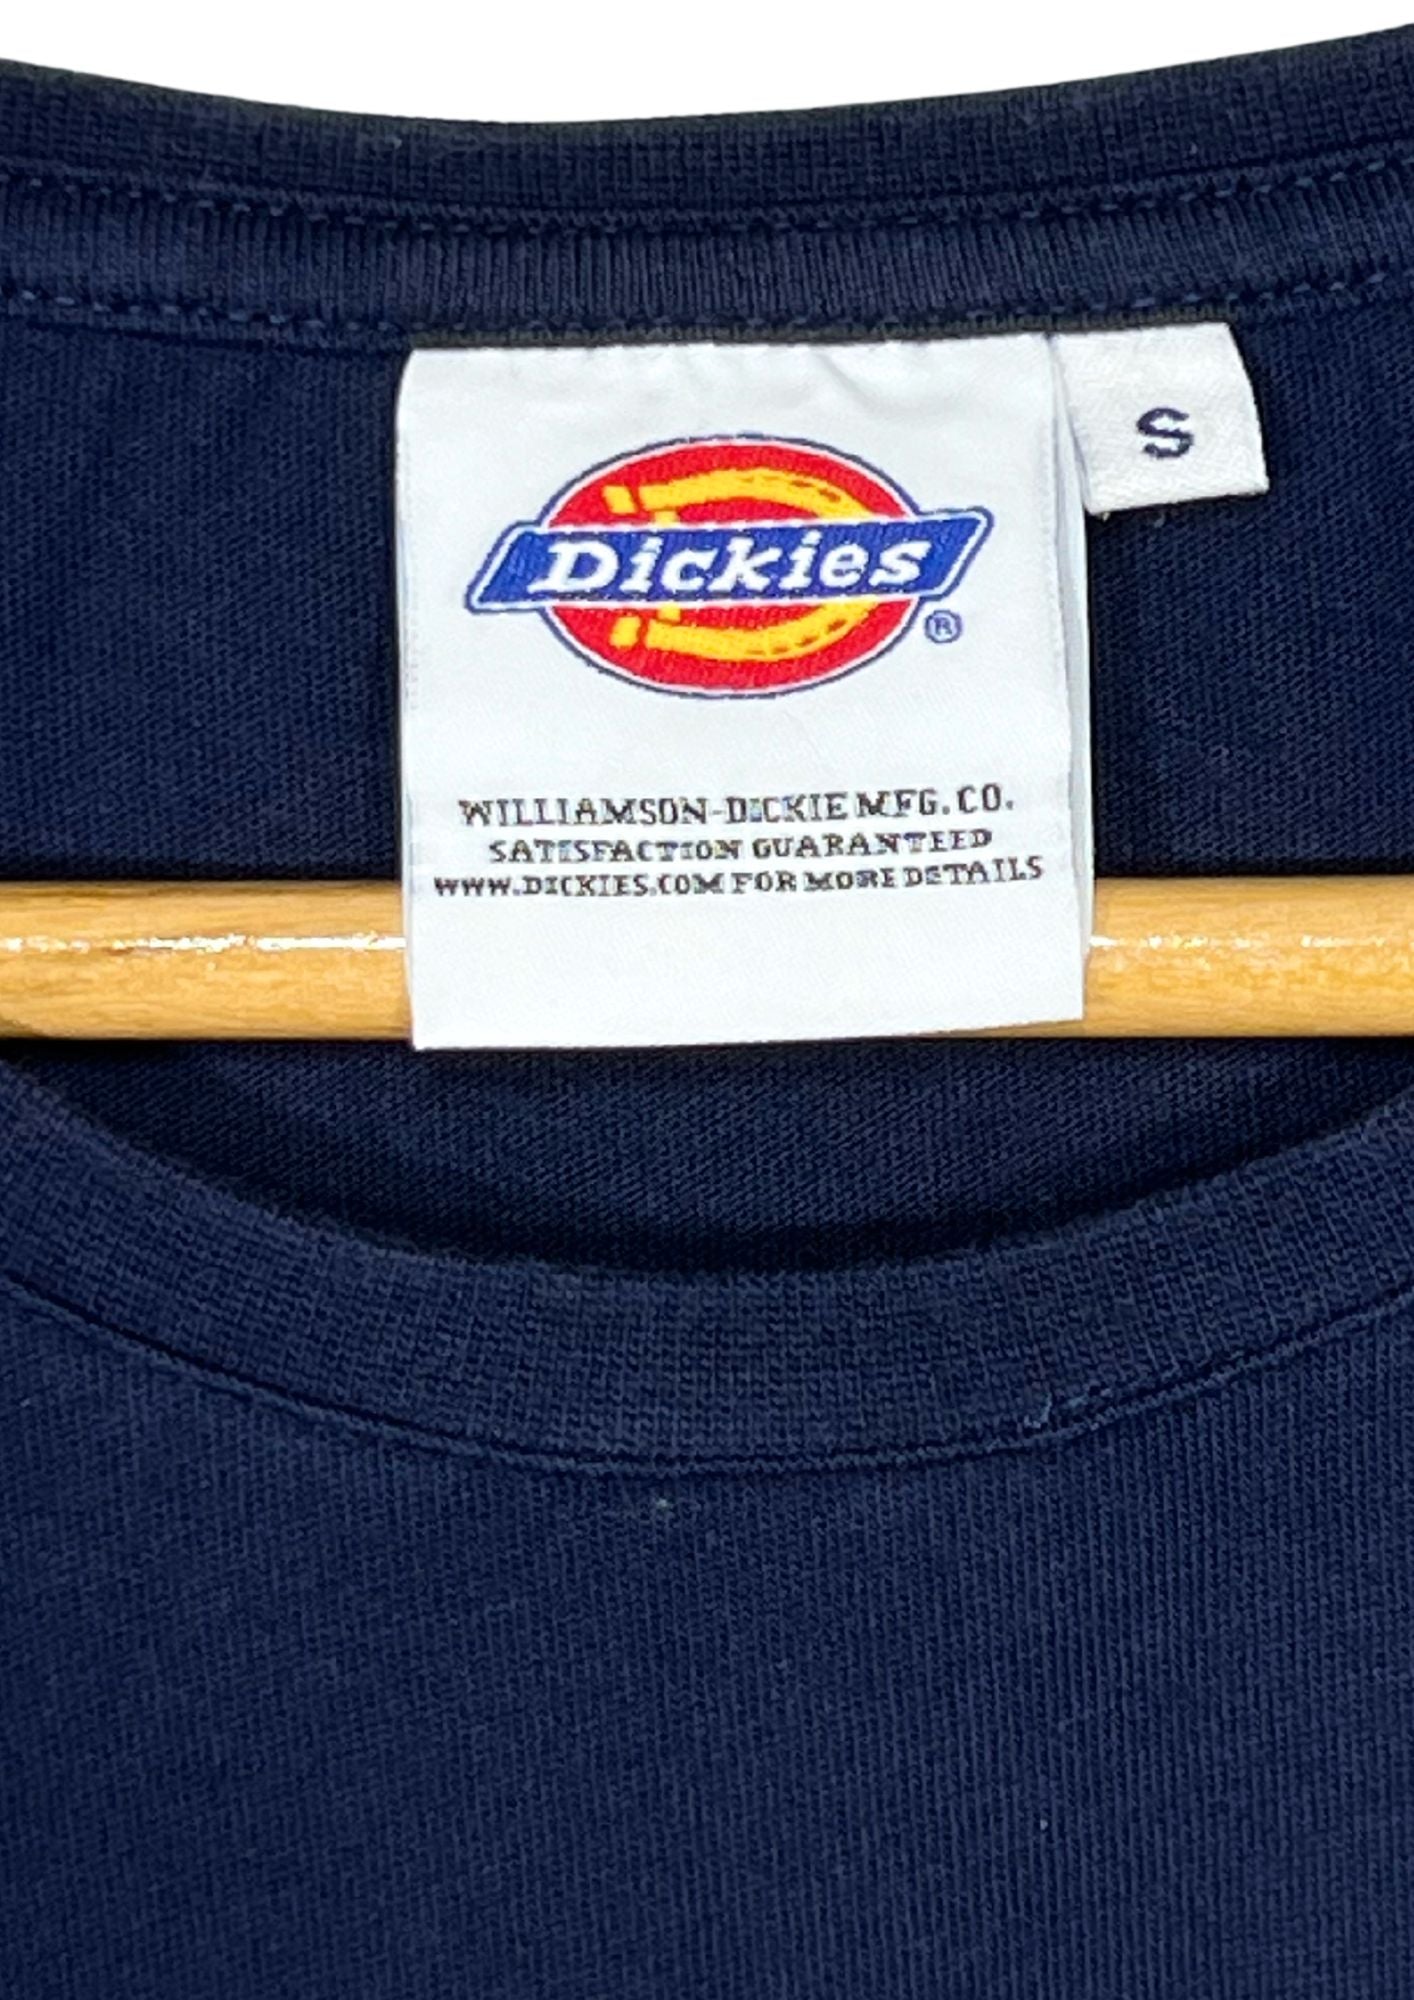 Dickies
®
S
WILLIAMSON-DICKIE MFG. CO.
SATISFACTION GUARANTEED
WWW.DICKIES.COM FOR MORE DETAILS